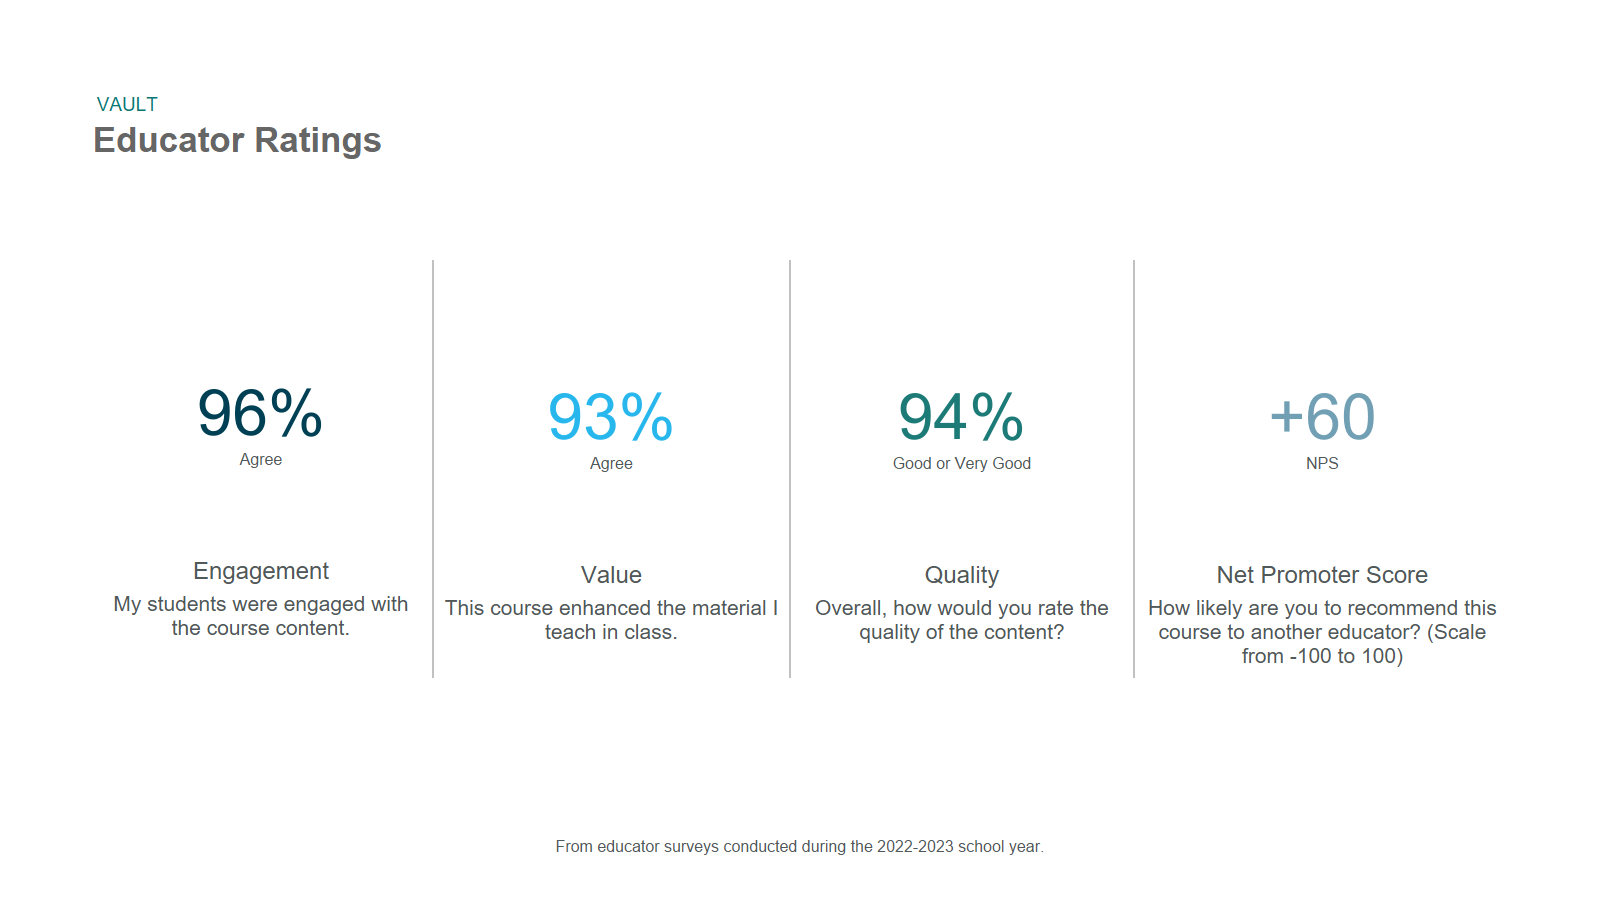 VAULT
Educator Ratings
96%
Agree
Engagement
My students were engaged with
the course content.
93%
Agree
Value
This course enhanced the material I
teach in class.
94%
Good or Very Good
Quality
Overall, how would you rate the
quality of the content?
+60
NPS
Net Promoter Score
How likely are you to recommend this
course to another educator? (Scale
from -100 to 100)
From educator surveys conducted during the 2022-2023 school year.